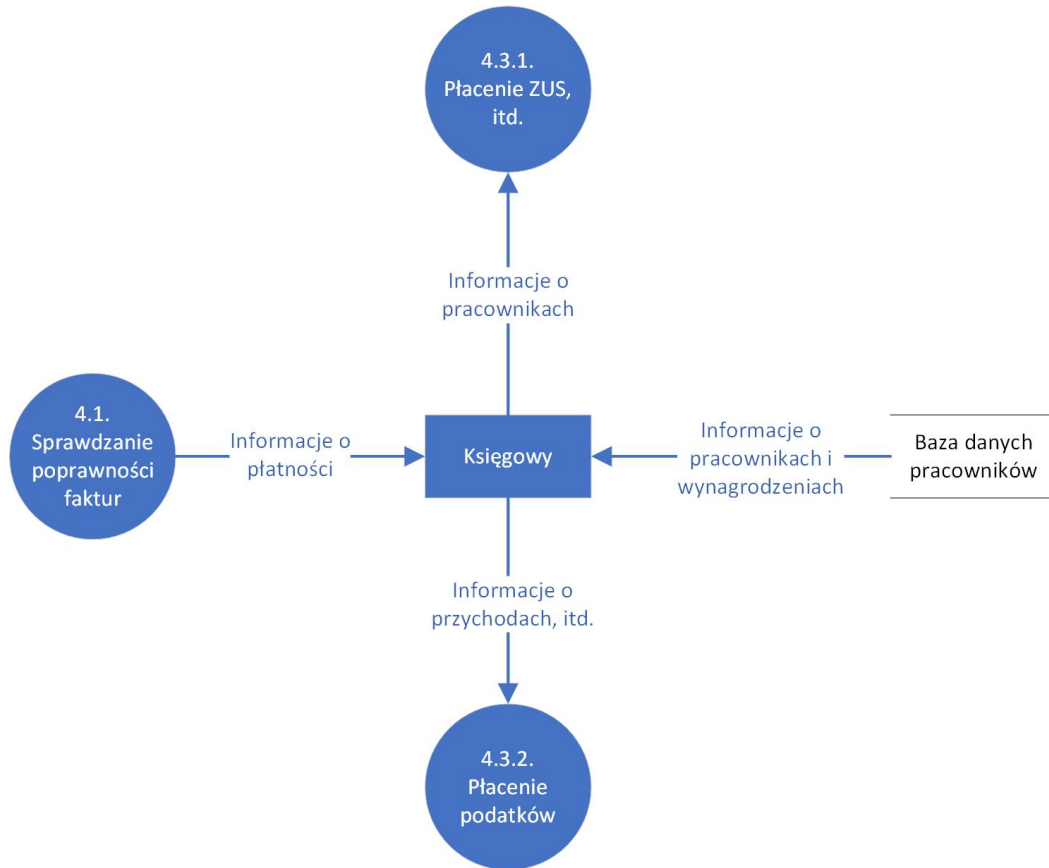 4.3.1.
Płacenie ZUS,
itd.
Informacje o
pracownikach
4.1.
Sprawdzanie
poprawności
faktur
Informacje o
płatności
Księgowy
Informacje o
pracownikach i
wynagrodzeniach
Baza danych
pracowników
Informacje o
przychodach, itd.
4.3.2.
Płacenie
podatków